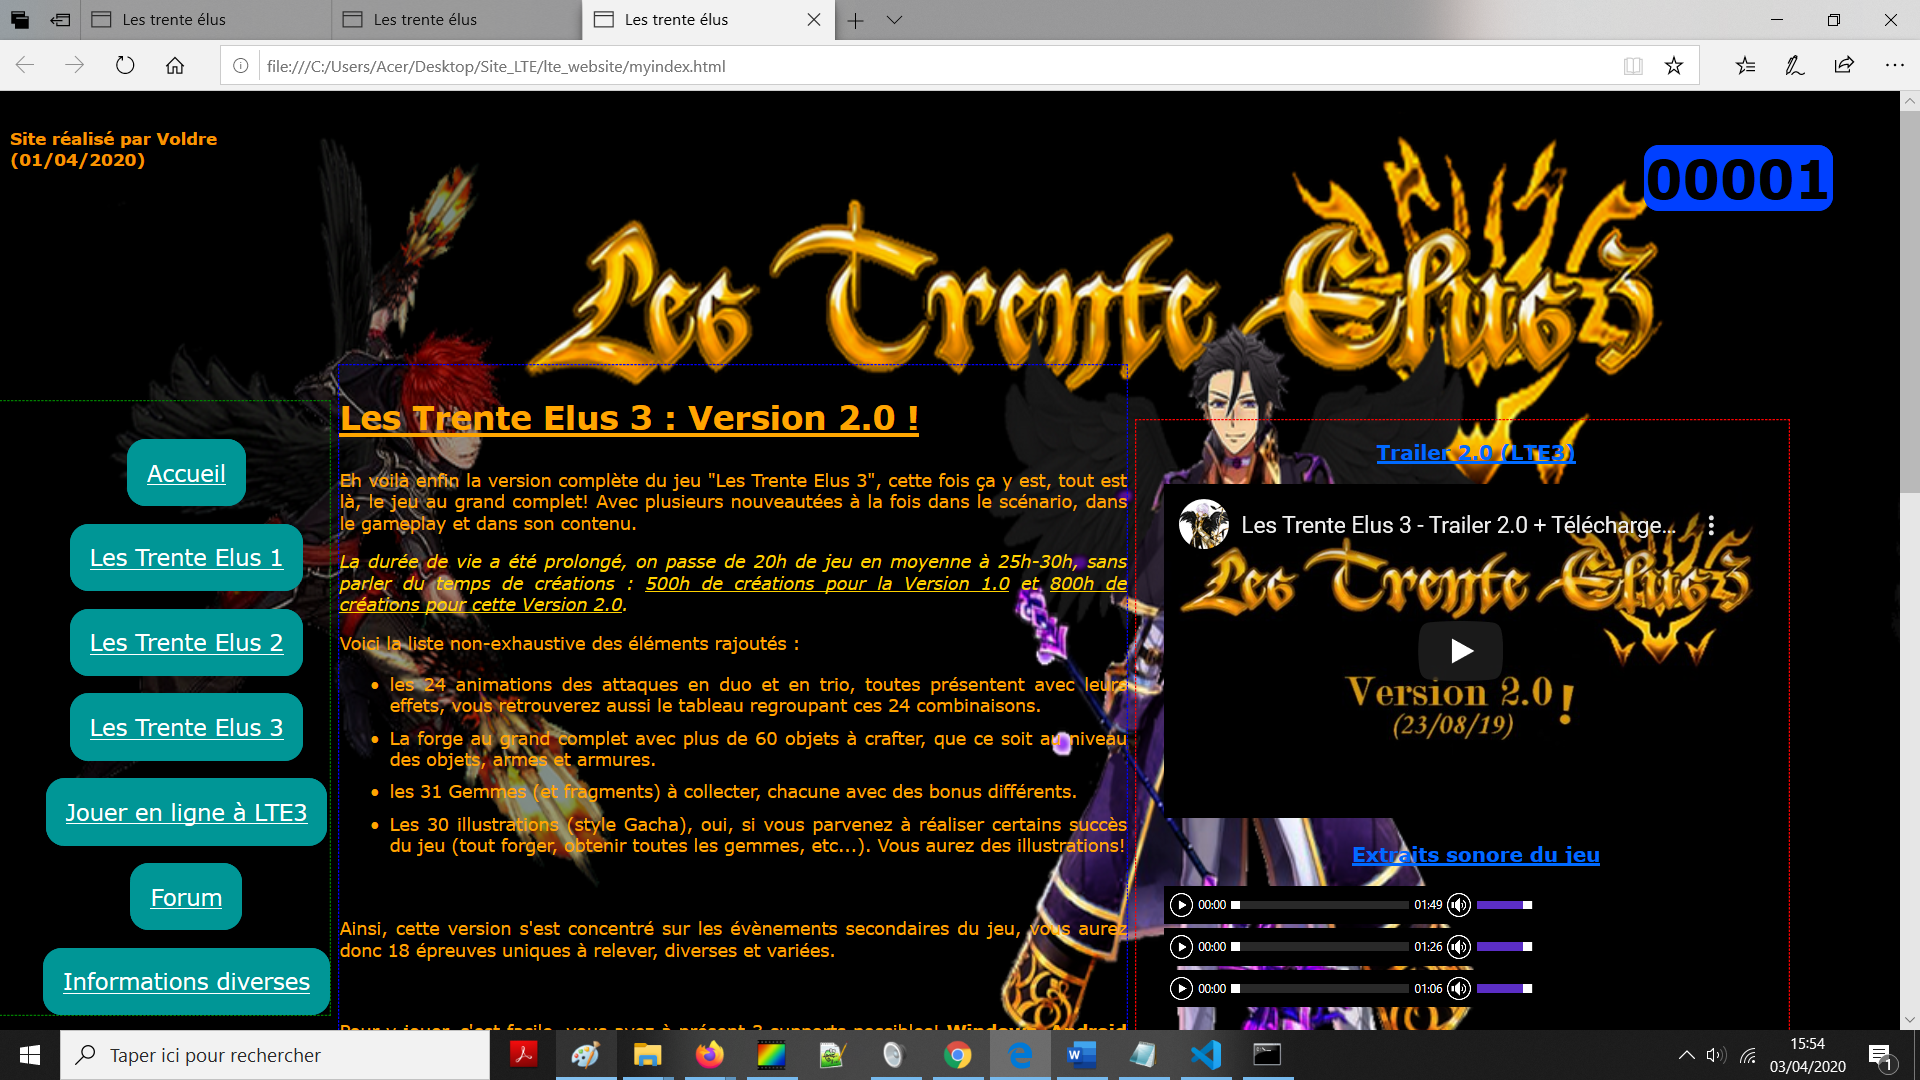 Les trente élus
Les trente élus
Les trente élus
file:///C:/Users/Acer/Desktop/Site_LTE/lte_website/myindex.html
Site réalisé par Voldre
(01/04/2020)
00001
Les Trente Elus 3
Accueil
Les Trente Elus 1
Les Trente Elus 2
Les Trente Elus 3
Jouer en ligne à LTE3
Forum
Informations diverses
Les Trente Elus 3 : Version 2.0 !
Eh voilà enfin la version complète du jeu "Les Trente Elus 3", cette fois ça y est, tout est
là, le jeu au grand complet! Avec plusieurs nouveautées à la fois dans le scénario, dans
le gameplay et dans son contenu.
La durée de vie a été prolongé, on passe de 20h de jeu en moyenne à 25h-30h, sans
parler du temps de créations : 500h de créations pour la Version 1.0 et 800h de
créations pour cette Version 2.0.
Voici la liste non-exhaustive des éléments rajoutés :
• les 24 animations des attaques en duo et en trio, toutes présentent avec leurs
effets, vous retrouverez aussi le tableau regroupant ces 24 combinaisons.
• La forge au grand complet avec plus de 60 objets à crafter, que ce soit au niveau
des objets, armes et armures.
• les 31 Gemmes (et fragments) à collecter, chacune avec des bonus différents.
• Les 30 illustrations (style Gacha), oui, si vous parvenez à réaliser certains succès
du jeu (tout forger, obtenir toutes les gemmes, etc...). Vous aurez des illustrations!
Ainsi, cette version s'est concentré sur les évènements secondaires du jeu, vous aurez
donc 18 épreuves uniques à relever, diverses et variées.
Pour y jouer, c'est facile, vous avez à présent 3 supports possibles! Windows, Android
Trailer 2.0 (LTE3)
Les Trente Elus 3 - Trailer 2.0 + Télécharge...
Les Trente Elus 3
Version 2.0 !
(23/08/19)
Extraits sonore du jeu
00:00 01:49
00:00 01:26
00:00 01:06
Taper ici pour rechercher
15:54
03/04/2020
1